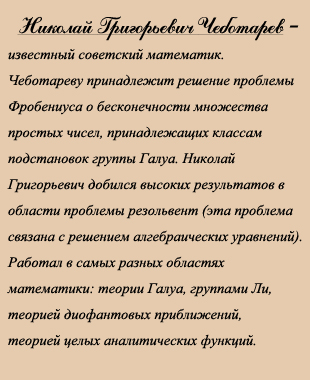 Николай Григорьевич Чеботарев –
известный советский математик.
Чеботареву принадлежит решение проблемы
Фробениуса о бесконечности множества
простых чисел, принадлежащих классам
подстановок группы Галуа. Николай
Григорьевич добился высоких результатов в
области проблемы резольвент (эта проблема
связана с решением алгебраических уравнений).
Работал в самых разных областях
математики: теории Галуа, группами Ли,
теорией диофантовых приближений,
теорией целых аналитических функций.